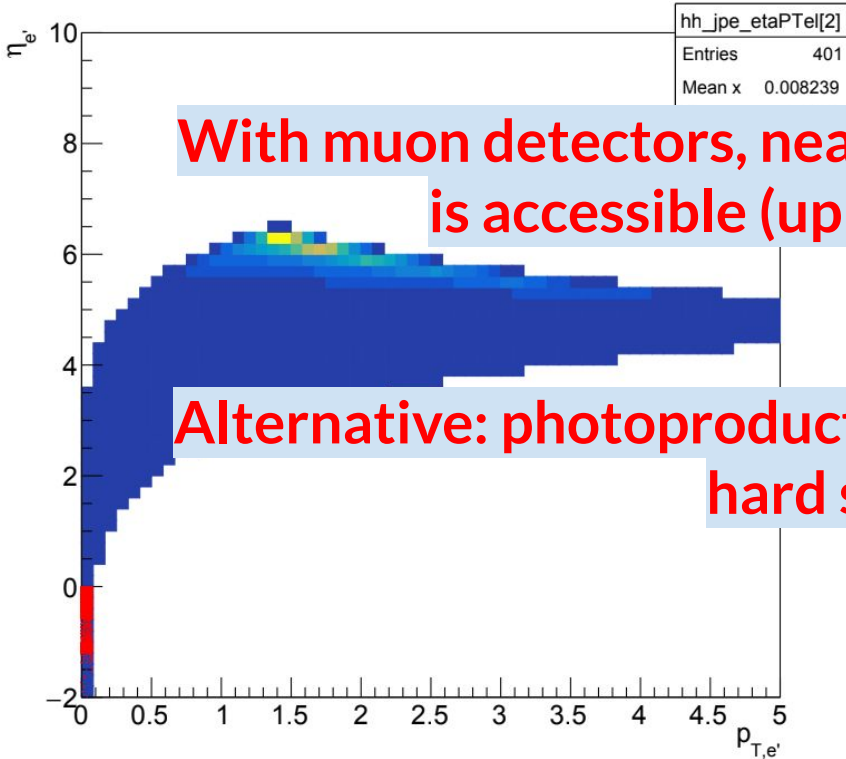 hh_jpe_etaPTel[2]
Entries 401
Mean x 0.008239
η_e'
10
8
6
4
2
0
−2
With muon detectors, nea
is accessible (up
Alternative: photoproduct
hard s
0 0.5 1 1.5 2 2.5 3 3.5 4 4.5 5
p_T,e'